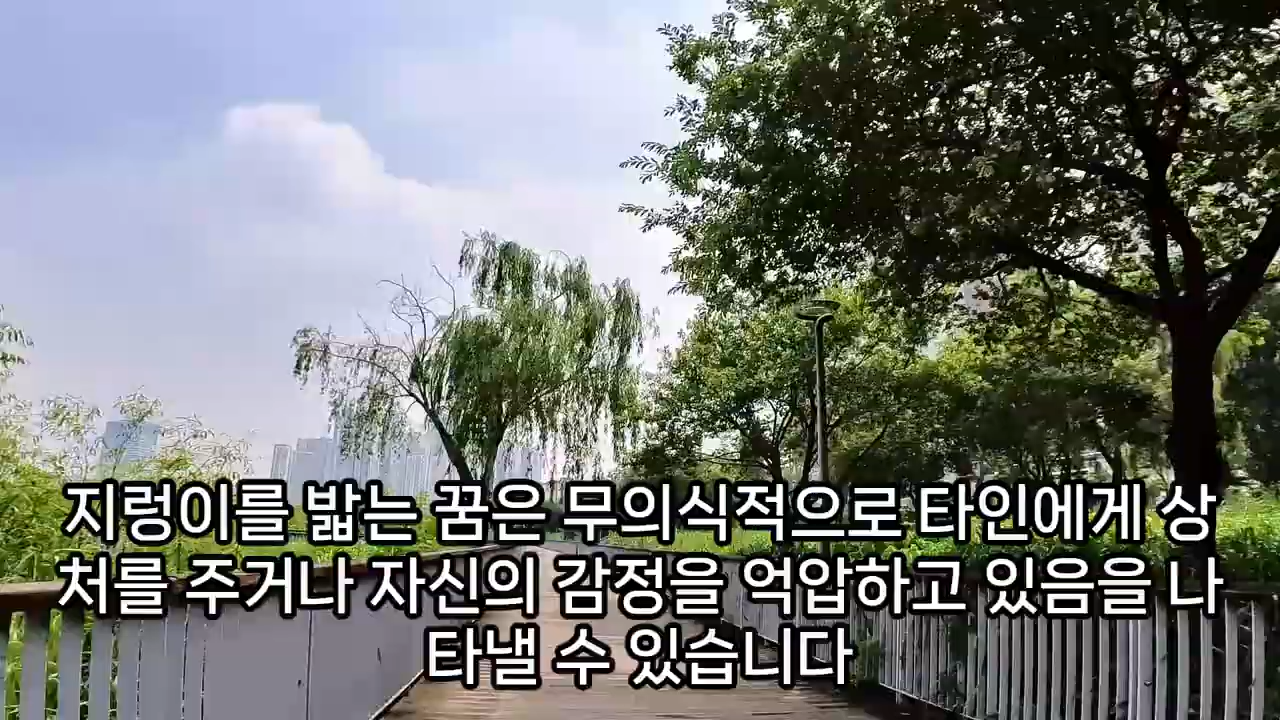 지렁이를 밟는 꿈은 무의식적으로 타인에게 상
처를 주거나 자신의 감정을 억압하고 있음을 나
타낼 수 있습니다